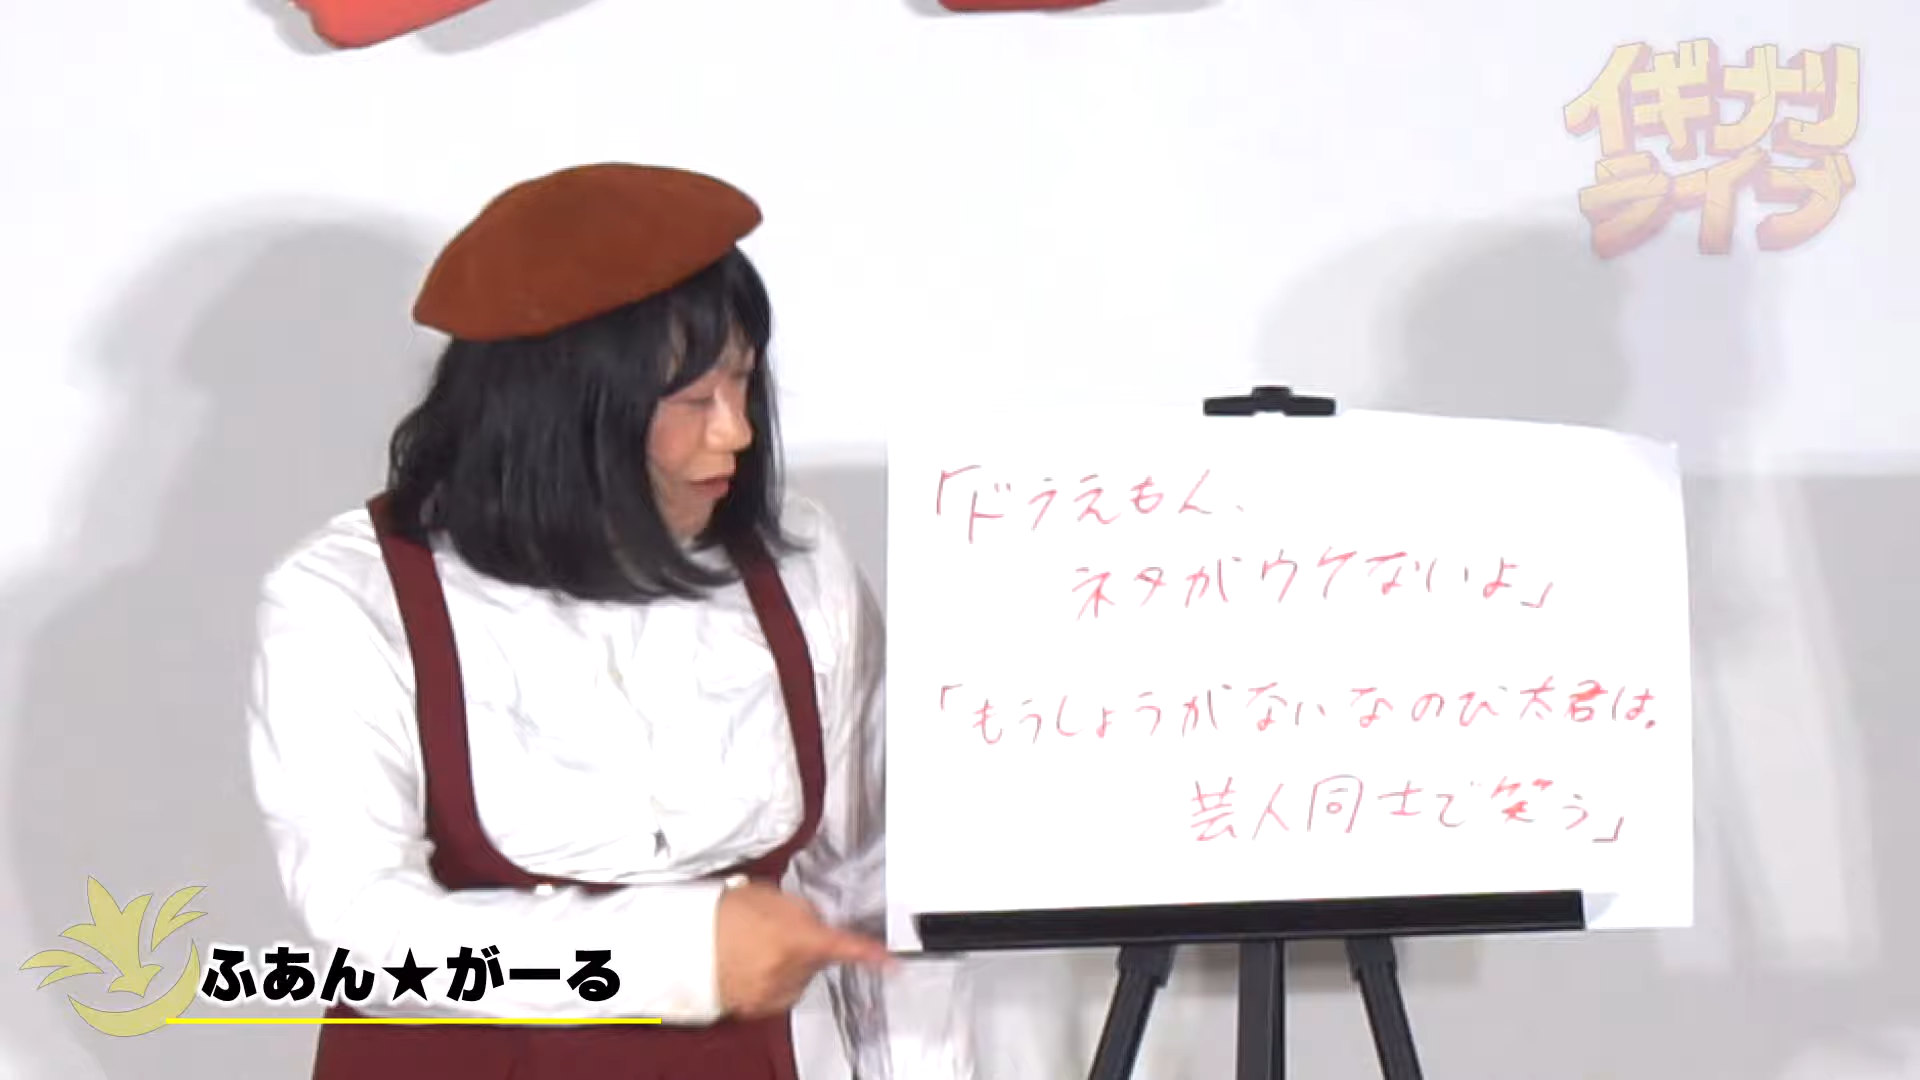 イギナリ
ライブ
「ドラえもん、
ネタがウケないよ」
「もうしょうがないなのび太君は。
芸人同士で笑う」
ふあん★がーる